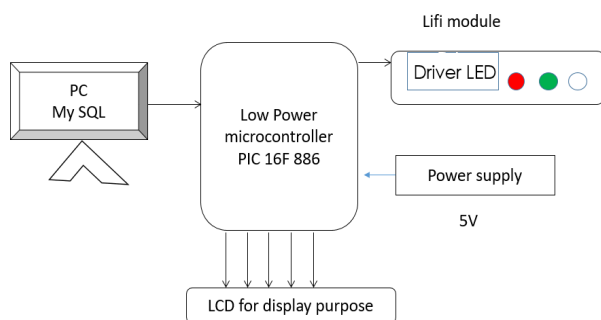 Lifi module
PC
My SQL
Driver LED
Low Power
microcontroller
PIC 16F 886
Power supply
5V
LCD for display purpose